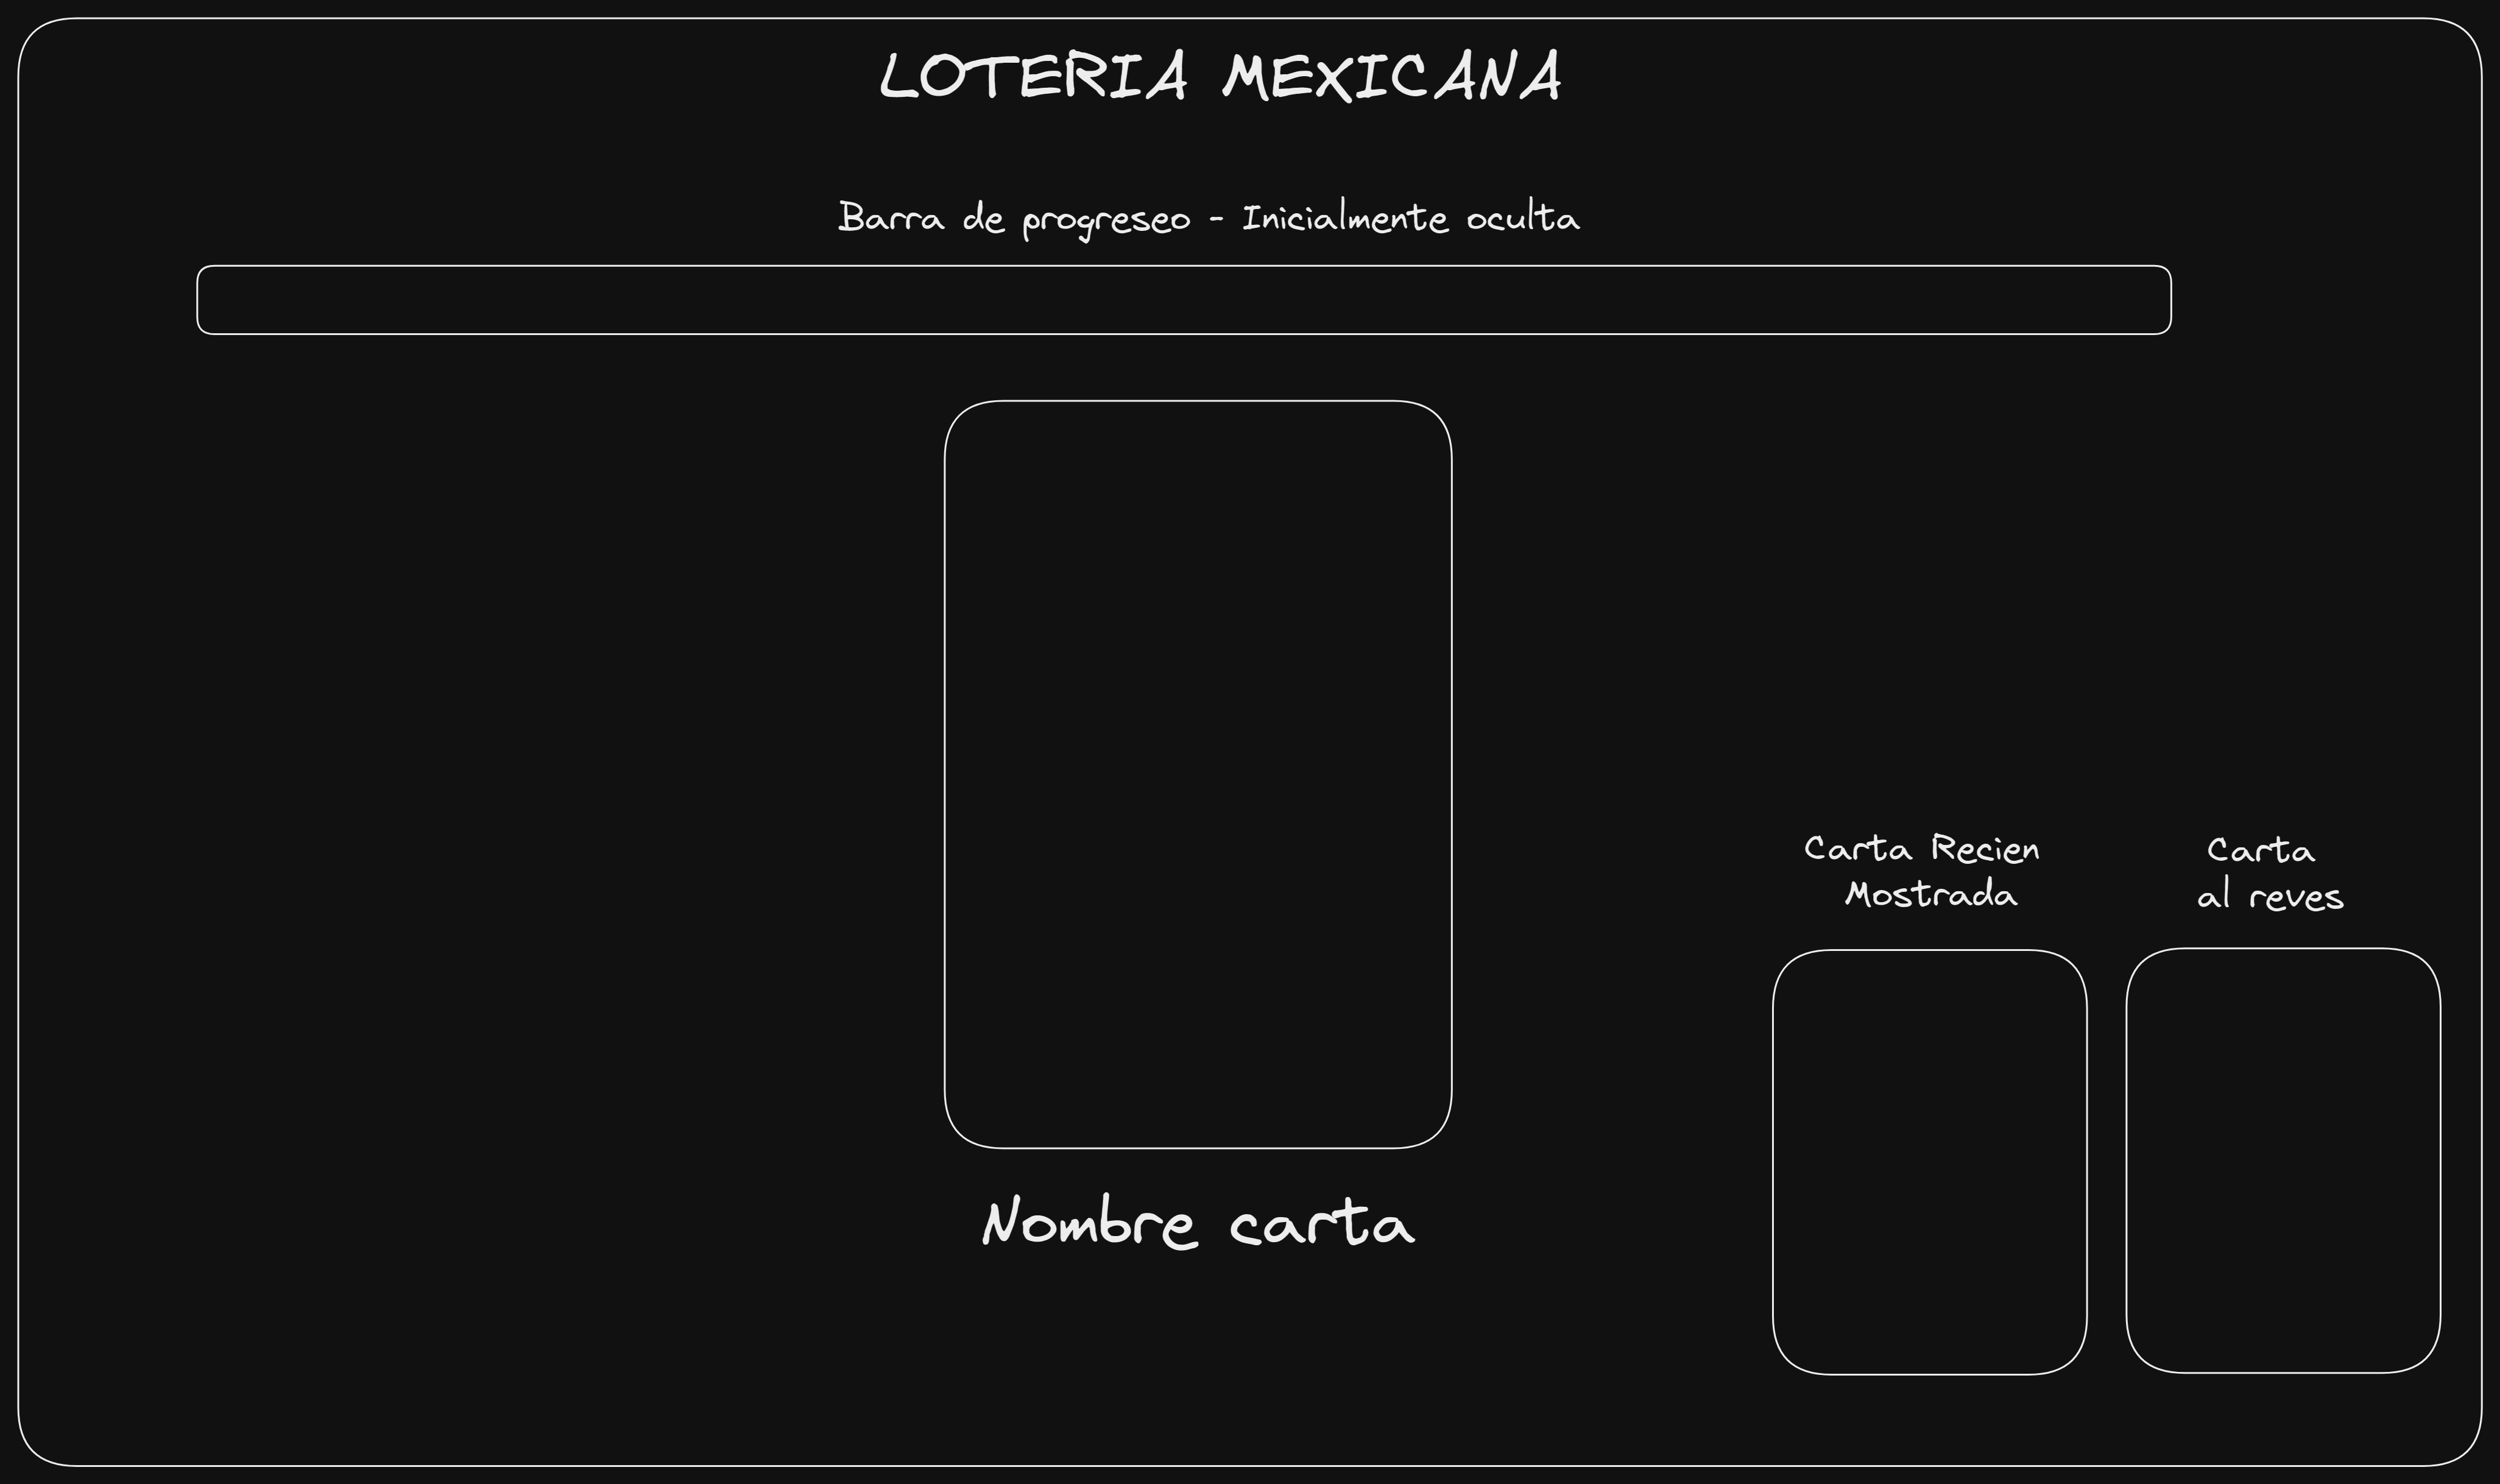 LOTERIA MEXICANA
Barra de progreseo - Inicialmente oculta
Carta Recien
Mostrada
Carta
al reves
Nombre carta